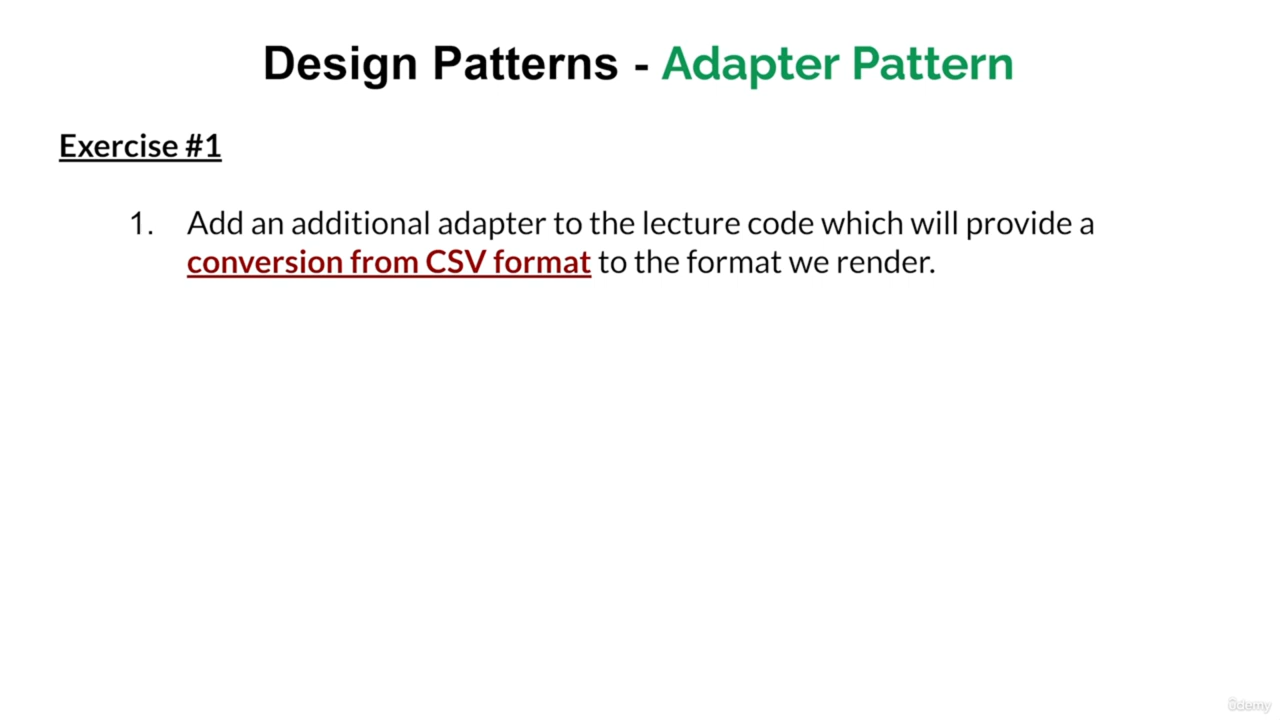 Design Patterns - Adapter Pattern
Exercise #1
1. Add an additional adapter to the lecture code which will provide a
conversion from CSV format to the format we render.
ûdemy